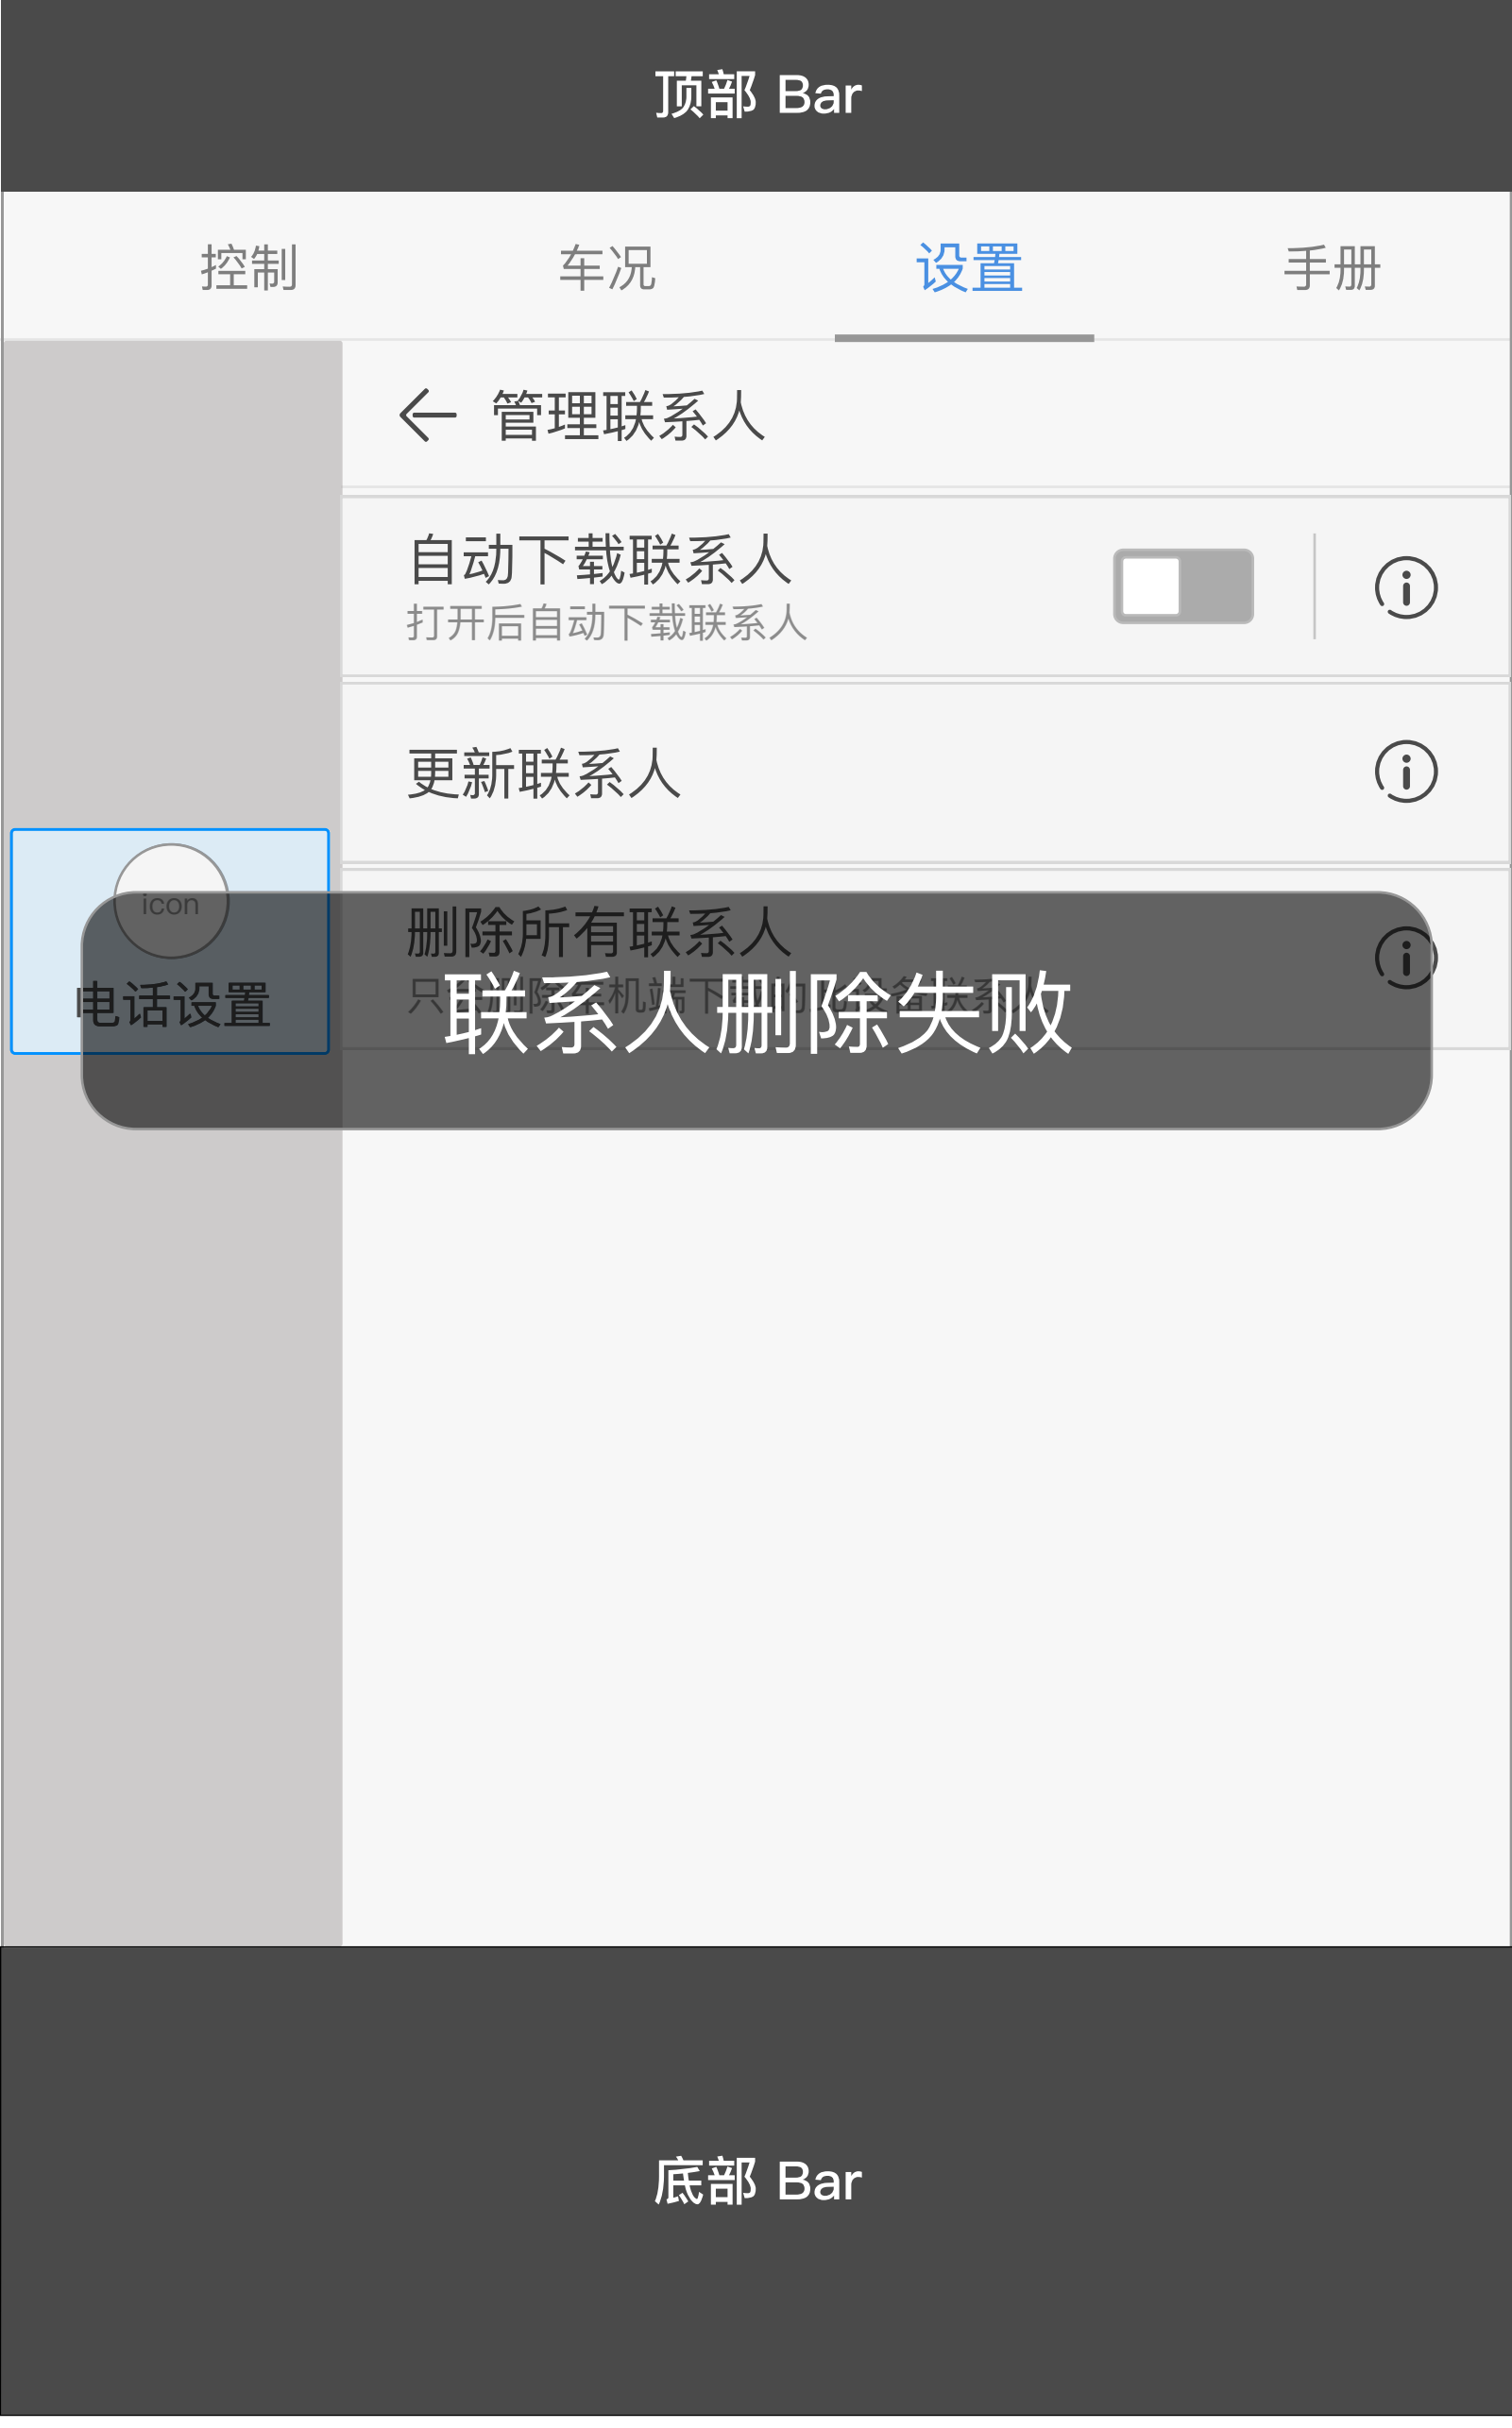 顶部 Bar
控制 车况 设置 手册
管理联系人
自动下载联系人
打开后自动下载联系人
更新联系人
icon
删除所有联系人
电话设置
联系人删除失败
底部 Bar